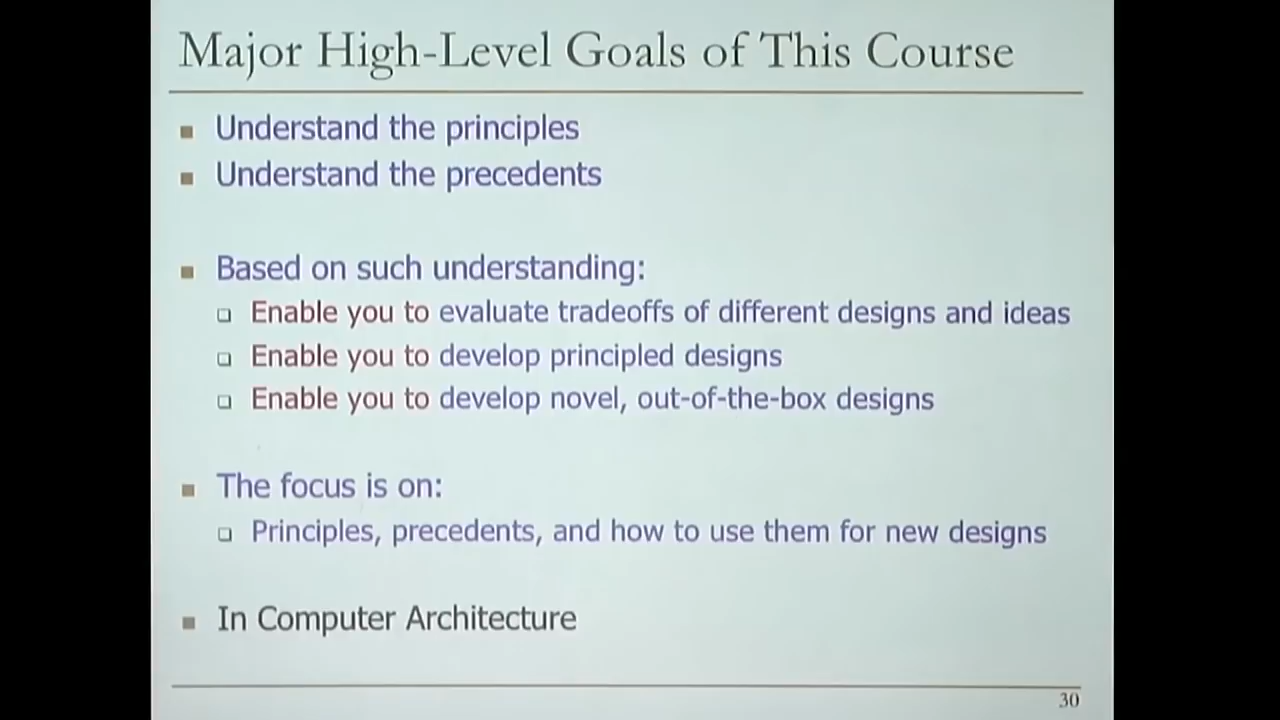 Major High-Level Goals of This Course
Understand the principles
Understand the precedents
Based on such understanding:
Enable you to evaluate tradeoffs of different designs and ideas
Enable you to develop principled designs
Enable you to develop novel, out-of-the-box designs
The focus is on:
Principles, precedents, and how to use them for new designs
In Computer Architecture
30